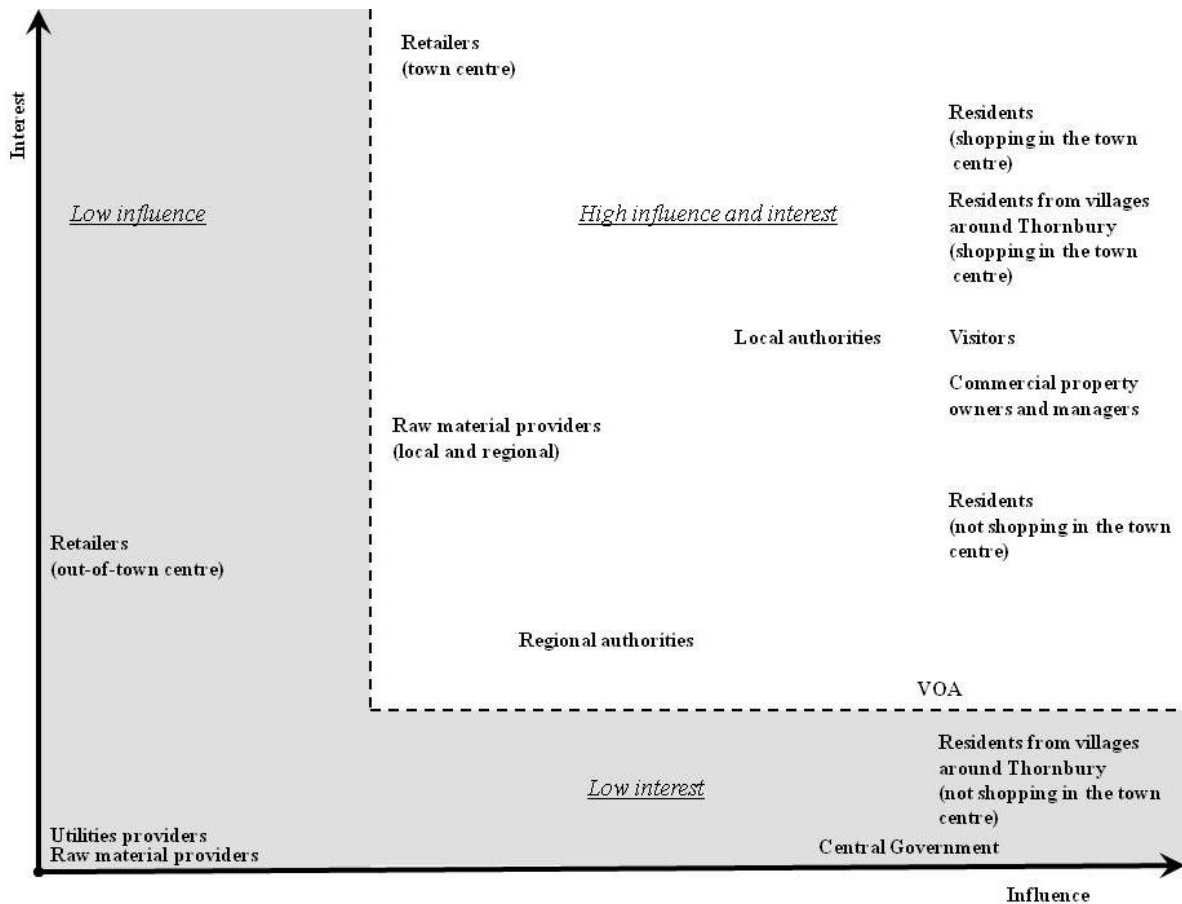 Interest
Retailers
(town centre)
Residents
(shopping in the town
centre)
Low influence
High influence and interest
Residents from villages
around Thornbury
(shopping in the town
centre)
Local authorities
Visitors
Commercial property
owners and managers
Raw material providers
(local and regional)
Residents
(not shopping in the town
centre)
Retailers
(out-of-town centre)
Regional authorities
VOA
Residents from villages
around Thornbury
(not shopping in the town
centre)
Low interest
Utilities providers
Raw material providers
Central Government
Influence